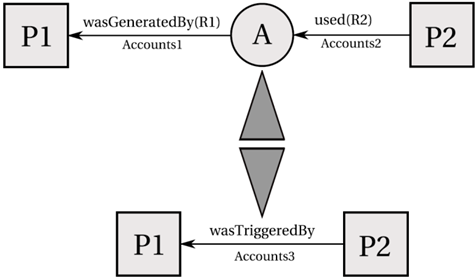 P1
wasGeneratedBy(R1)
Accounts1
A
used(R2)
Accounts2
P2
P1
wasTriggeredBy
Accounts3
P2